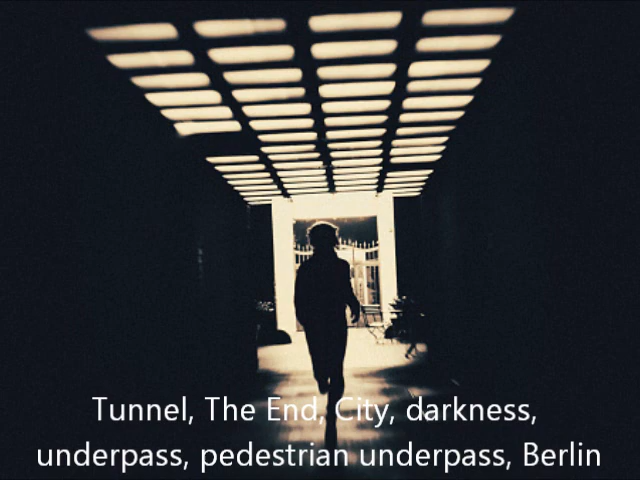 Tunnel, The End, City, darkness,
underpass, pedestrian underpass, Berlin